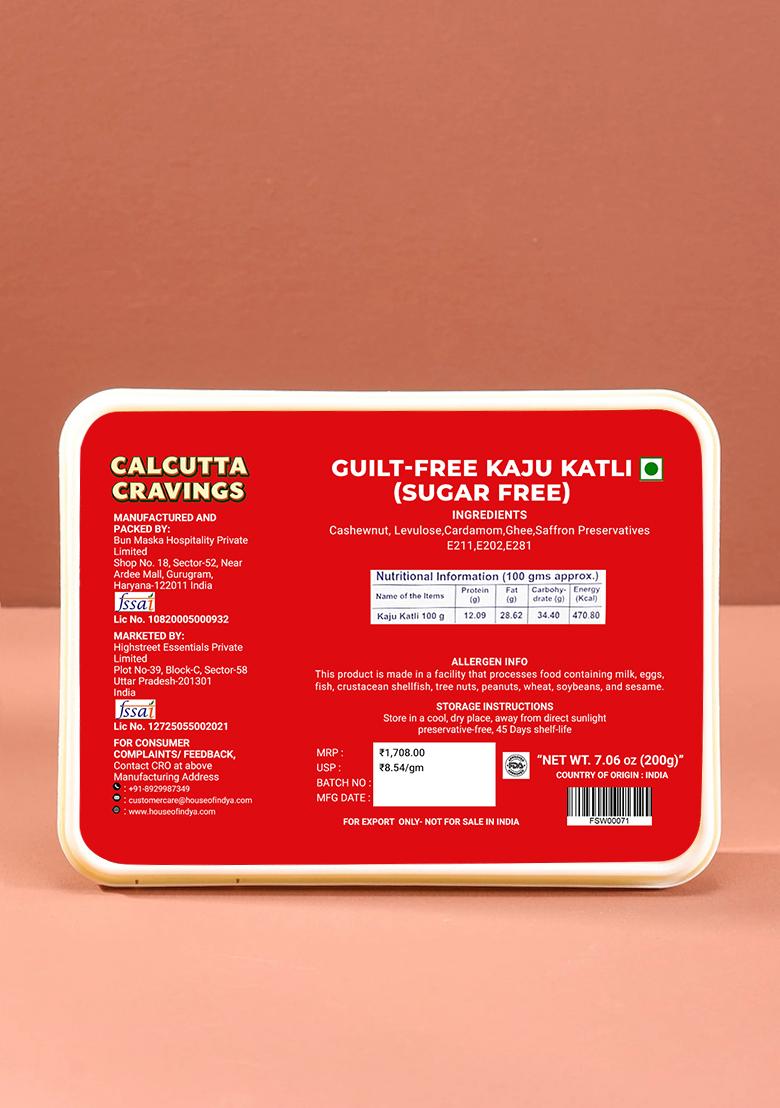 CALCUTTA
CRAVINGS
MANUFACTURED AND
PACKED BY:
Bun Maska Hospitality Private
Limited
Shop No. 18, Sector-52, Near
Ardee Mall, Gurugram,
Haryana-122011 India
fssai
Lic No. 10820005000932
MARKETED BY:
Highstreet Essentials Private
Limited
Plot No-39, Block-C, Sector-58
Uttar Pradesh-201301
India
fssai
Lic No. 12725055002021
FOR CONSUMER
COMPLAINTS/ FEEDBACK,
Contact CRO at above
Manufacturing Address
: +91-8929987349
: customercare@houseofindya.com
: www.houseofindya.com
GUILT-FREE KAJU KATLI
(SUGAR FREE)
INGREDIENTS
Cashewnut, Levulose,Cardamom,Ghee,Saffron Preservatives
E211,E202,E281
Nutritional Information (100 gms approx.)
Name of the Items Protein (g) Fat (g) Carbohy-drate (g) Energy (Kcal)
Kaju Katli 100 g 12.09 28.62 34.40 470.80
ALLERGEN INFO
This product is made in a facility that processes food containing milk, eggs,
fish, crustacean shellfish, tree nuts, peanuts, wheat, soybeans, and sesame.
STORAGE INSTRUCTIONS
Store in a cool, dry place, away from direct sunlight
preservative-free, 45 Days shelf-life
MRP : ₹1,708.00
USP : ₹8.54/gm
BATCH NO :
MFG DATE :
FDA
"NET WT. 7.06 oz (200g)"
COUNTRY OF ORIGIN : INDIA
FSW00071
FOR EXPORT ONLY- NOT FOR SALE IN INDIA